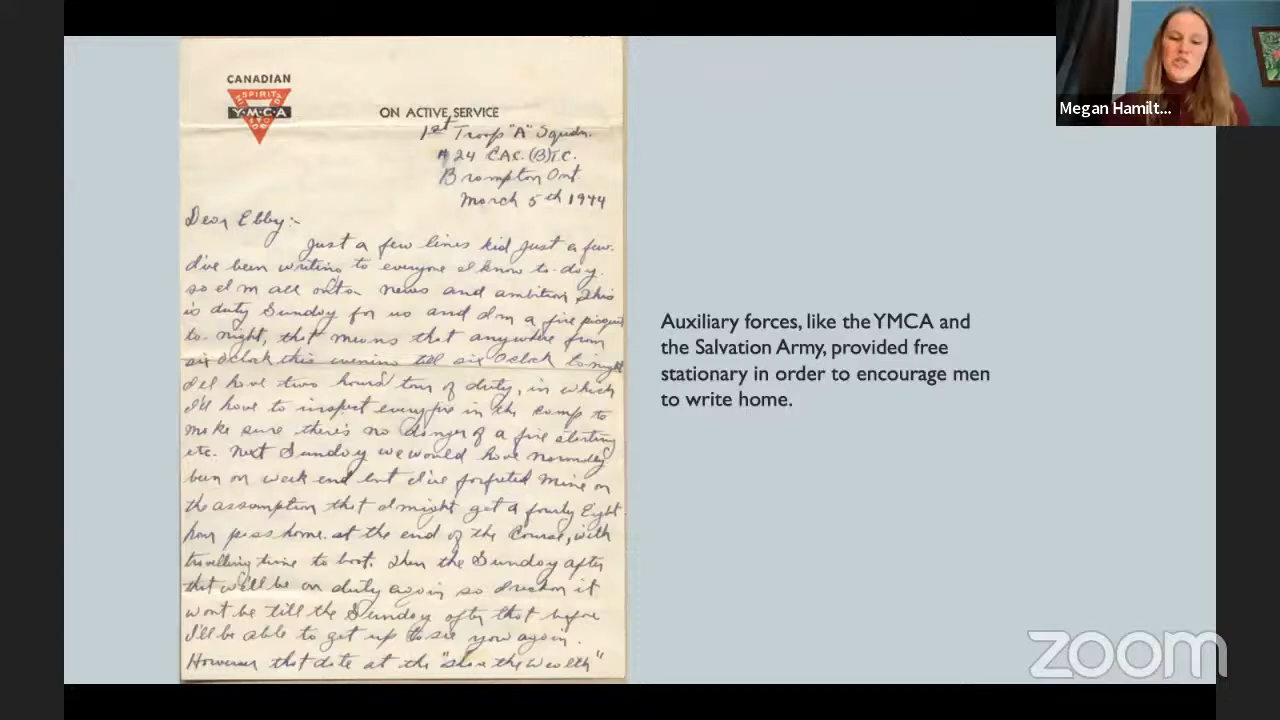 CANADIAN
SPIRIT
Y·M·C·A
ON ACTIVE SERVICE
1st Troop "A" Squdn.
#24 C.A.C. (B)T.C.
Brampton Ont.
March 5th 1944
Dear Ebby:-
Just a few lines kid just a few.
I've been writing to everyone I know to-day.
so I'm all outa news and ambition, This
is duty Sunday for us and I'm a fire picquet
to-night, that means that anywhere from
six o'clock this evening till six o'clock to-night
I'll have two hours' tour of duty, in which
I'll have to inspect every fire in the camp to
make sure there's no danger of a fire starting
etc. Next Sunday we would have normally
been on week end but I've forfeited mine on
the assumption that I might get a fourty Eight
hour pass home. at the end of the Course, with
travelling time to boot. Then the Sunday after
that we'll be on duty again so I reckon it
wont be till the Sunday after that before
I'll be able to get up to see you again.
However that date at the "share the wealth"
Auxiliary forces, like the YMCA and
the Salvation Army, provided free
stationary in order to encourage men
to write home.
Megan Hamilt...
zoom